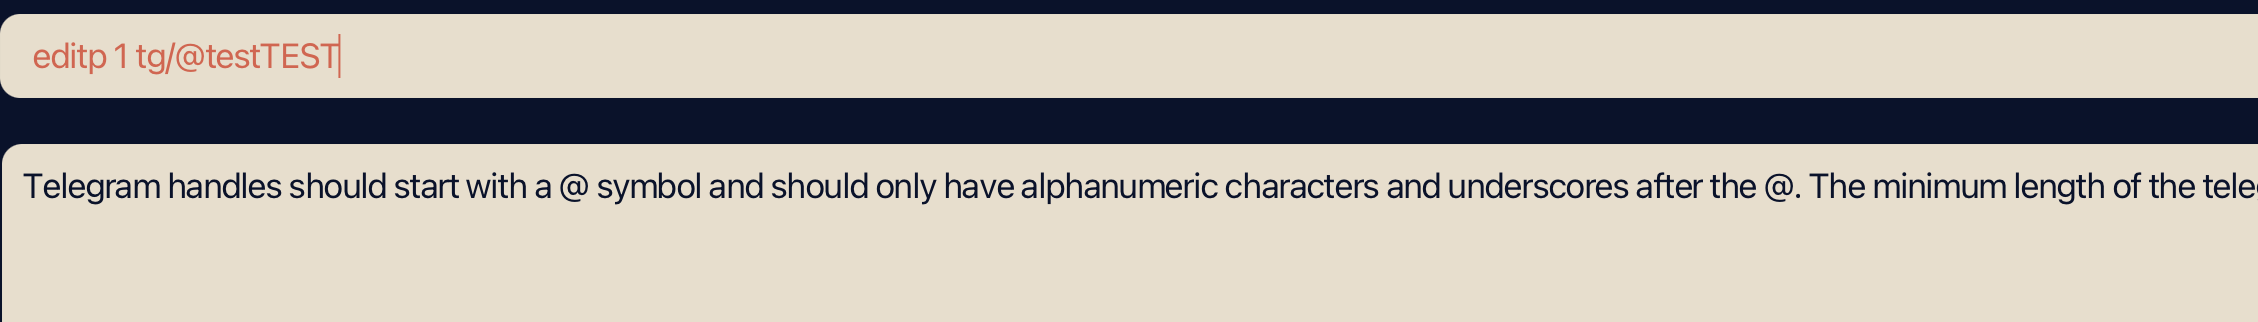 editp 1 tg/@testTEST
Telegram handles should start with a @ symbol and should only have alphanumeric characters and underscores after the @. The minimum length of the